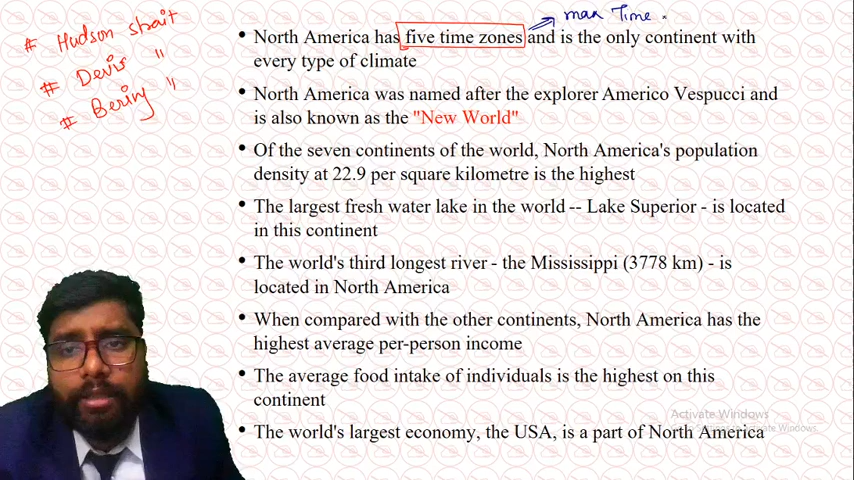 # Hudson strait
# Devis "
# Bering "
max Time
• North America has five time zones and is the only continent with
every type of climate
• North America was named after the explorer Americo Vespucci and
is also known as the "New World"
• Of the seven continents of the world, North America's population
density at 22.9 per square kilometre is the highest
• The largest fresh water lake in the world -- Lake Superior - is located
in this continent
• The world's third longest river - the Mississippi (3778 km) - is
located in North America
• When compared with the other continents, North America has the
highest average per-person income
• The average food intake of individuals is the highest on this
continent
• The world's largest economy, the USA, is a part of North America
Activate Windows
Go to Settings to activate Windows.